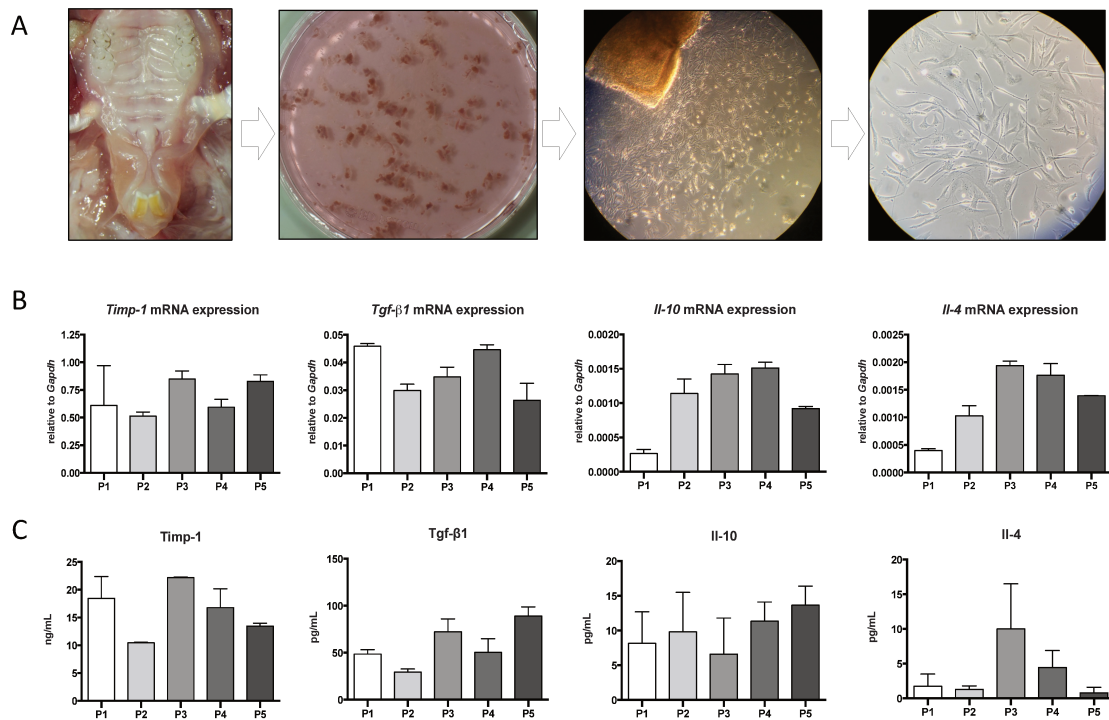 A
B
Timp-1 mRNA expression
Tgf-β1 mRNA expression
Il-10 mRNA expression
Il-4 mRNA expression
relative to Gapdh
1.25
1.00
0.75
0.50
0.25
0.00
P1 P2 P3 P4 P5
relative to Gapdh
0.05
0.04
0.03
0.02
0.01
0.00
P1 P2 P3 P4 P5
relative to Gapdh
0.0020
0.0015
0.0010
0.0005
0.0000
P1 P2 P3 P4 P5
relative to Gapdh
0.0025
0.0020
0.0015
0.0010
0.0005
0.0000
P1 P2 P3 P4 P5
C
Timp-1
Tgf-β1
Il-10
Il-4
ng/mL
25
20
15
10
5
0
P1 P2 P3 P4 P5
pg/mL
150
100
50
0
P1 P2 P3 P4 P5
pg/mL
20
15
10
5
0
P1 P2 P3 P4 P5
pg/mL
20
15
10
5
0
P1 P2 P3 P4 P5